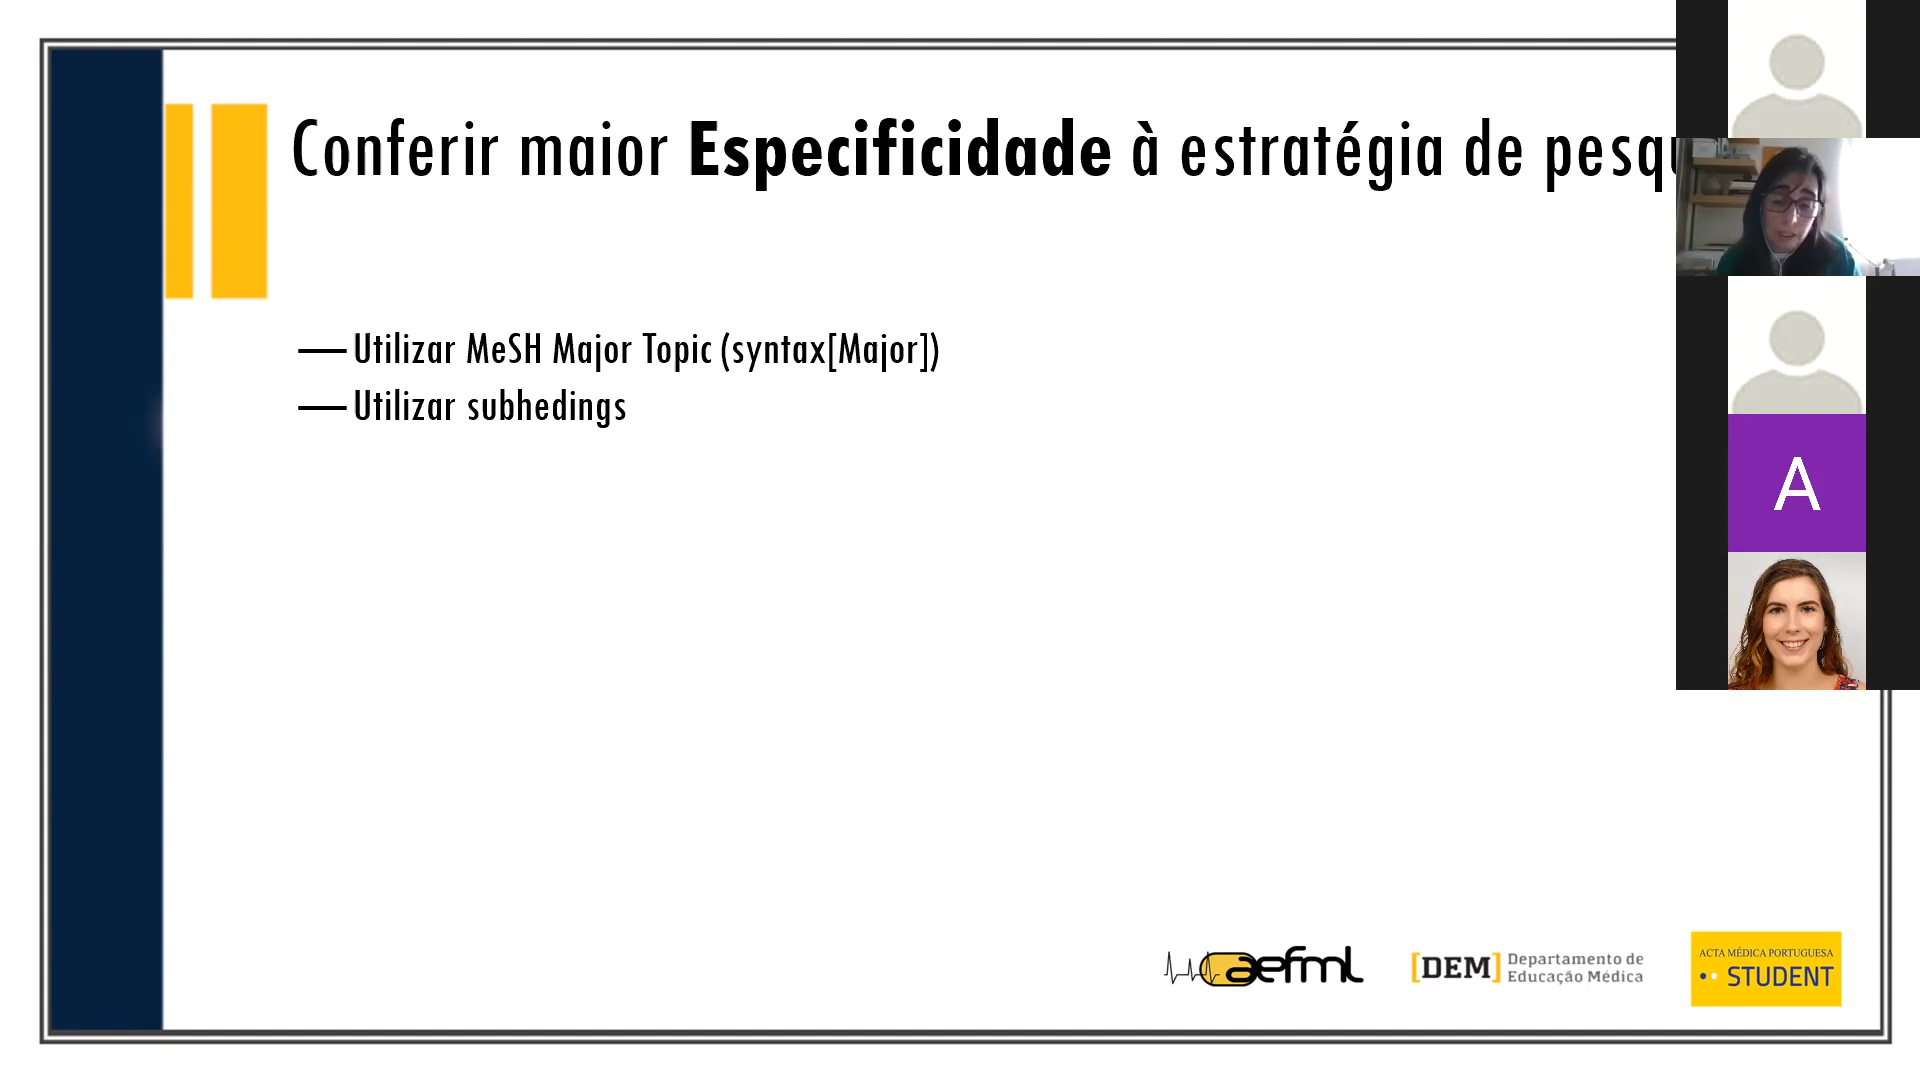 Conferir maior Especificidade à estratégia de
— Utilizar MeSH Major Topic (syntax[Major])
— Utilizar subhedings
A
aefml
[DEM] Departamento de
Educação Médica
ACTA MÉDICA PORTUGUESA
STUDENT